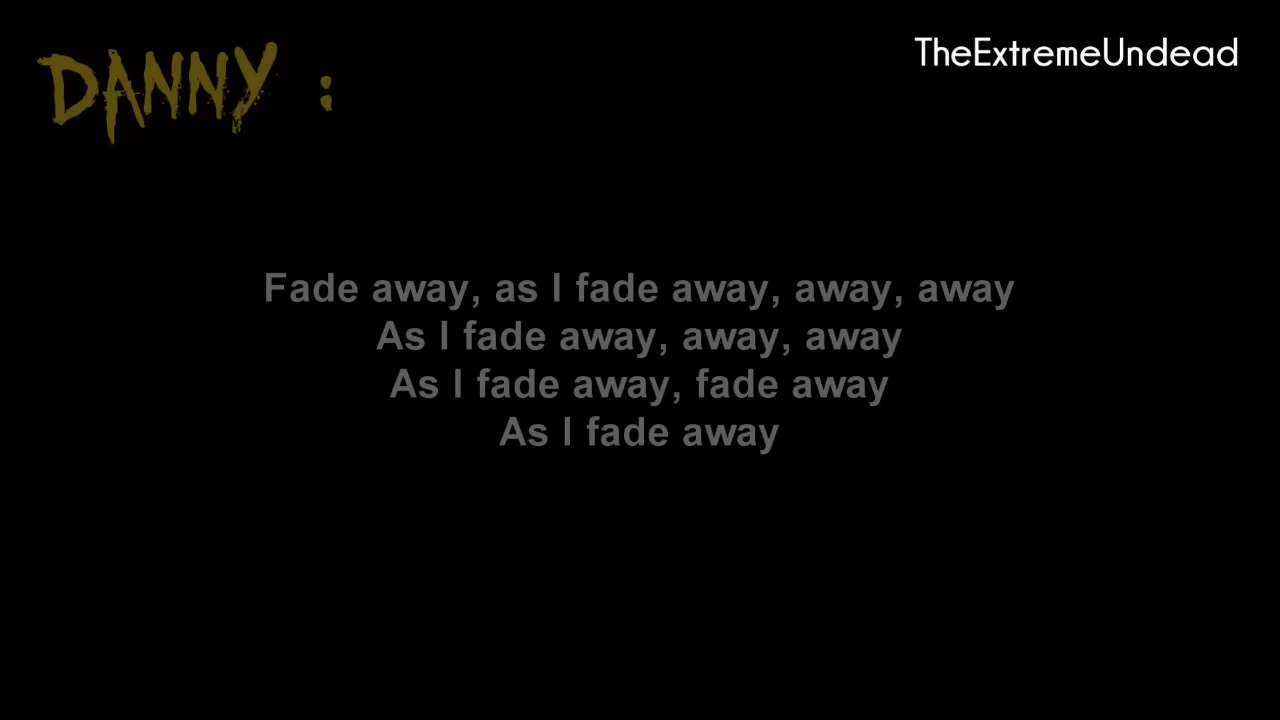 DANNY :
TheExtremeUndead
Fade away, as I fade away, away, away
As I fade away, away, away
As I fade away, fade away
As I fade away